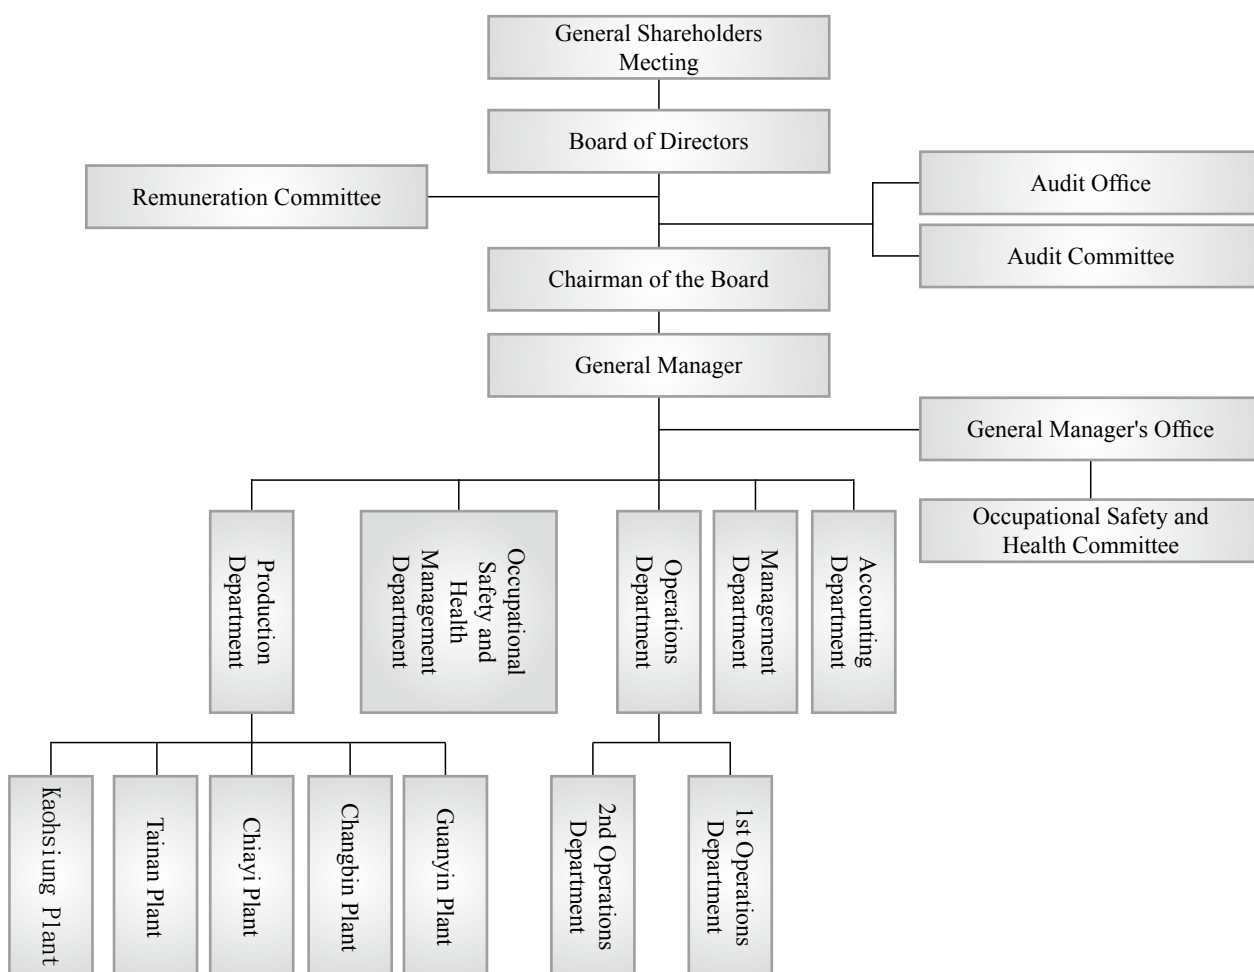 General Shareholders
Mecting
Board of Directors
Remuneration Committee
Audit Office
Audit Committee
Chairman of the Board
General Manager
General Manager's Office
Occupational Safety and
Health Committee
Production
Department
Occupational
Safety and
Health
Management
Department
Operations
Department
Management
Department
Accounting
Department
Kaohsiung Plant
Tainan Plant
Chiayi Plant
Changbin Plant
Guanyin Plant
2nd Operations
Department
1st Operations
Department